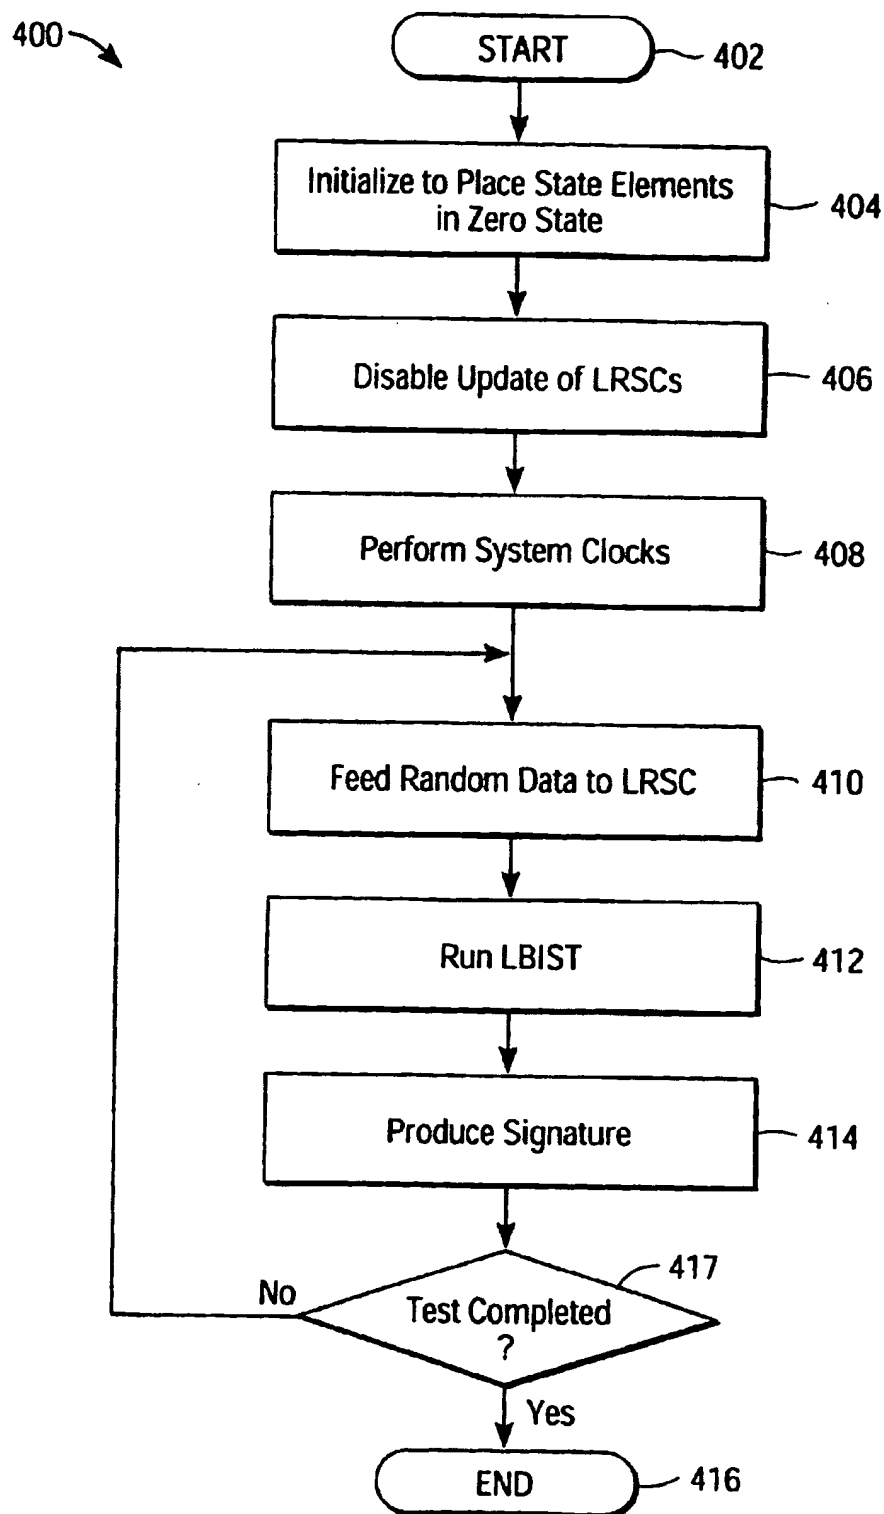 400
START
402
Initialize to Place State Elements
in Zero State
404
Disable Update of LRSCs
406
Perform System Clocks
408
Feed Random Data to LRSC
410
Run LBIST
412
Produce Signature
414
417
No
Test Completed
?
Yes
END
416